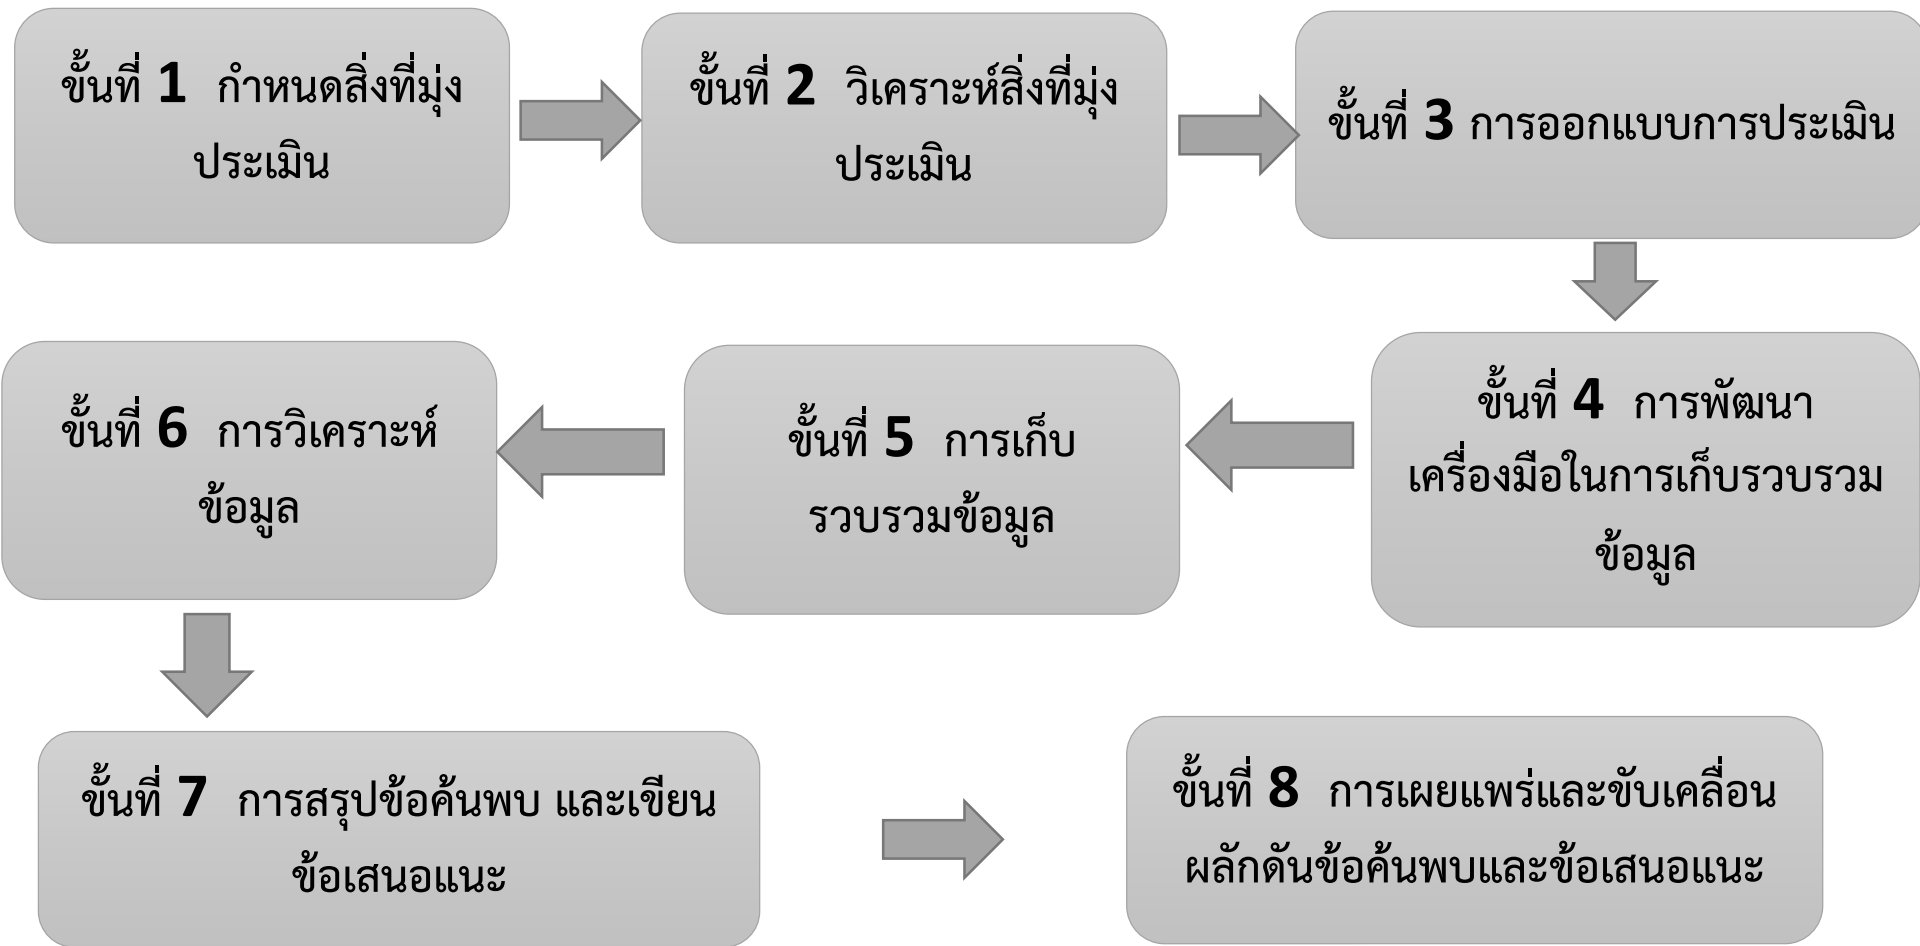 ขั้นที่ 1 กำหนดสิ่งที่มุ่ง
ประเมิน
ขั้นที่ 2 วิเคราะห์สิ่งที่มุ่ง
ประเมิน
ขั้นที่ 3 การออกแบบการประเมิน
ขั้นที่ 4 การพัฒนา
เครื่องมือในการเก็บรวบรวม
ข้อมูล
ขั้นที่ 5 การเก็บ
รวบรวมข้อมูล
ขั้นที่ 6 การวิเคราะห์
ข้อมูล
ขั้นที่ 7 การสรุปข้อค้นพบ และเขียน
ข้อเสนอแนะ
ขั้นที่ 8 การเผยแพร่และขับเคลื่อน
ผลักดันข้อค้นพบและข้อเสนอแนะ